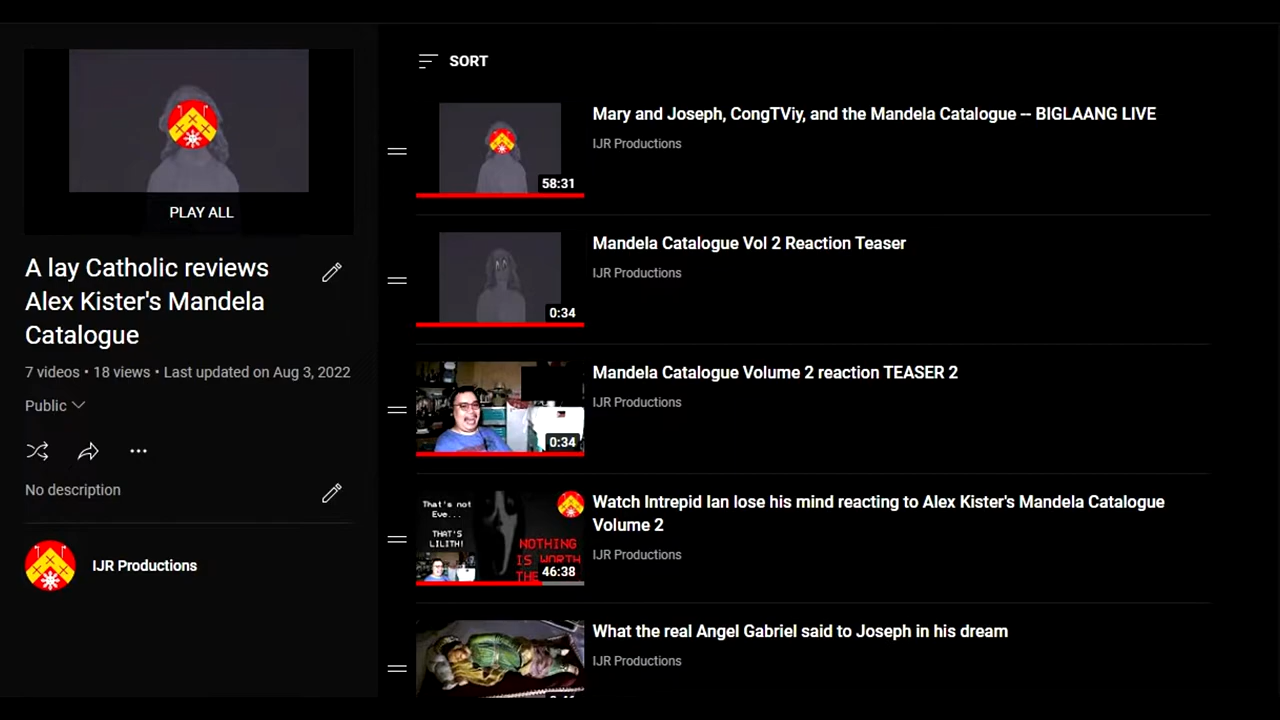 PLAY ALL
A lay Catholic reviews
Alex Kister's Mandela
Catalogue
7 videos • 18 views • Last updated on Aug 3, 2022
Public
No description
IJR Productions
SORT
58:31
Mary and Joseph, CongTViy, and the Mandela Catalogue -- BIGLAANG LIVE
IJR Productions
0:34
Mandela Catalogue Vol 2 Reaction Teaser
IJR Productions
0:34
Mandela Catalogue Volume 2 reaction TEASER 2
IJR Productions
That's not
Eve...
THAT'S
LILITH!
NOTHING
IS WORTH
THE
46:38
Watch Intrepid Ian lose his mind reacting to Alex Kister's Mandela Catalogue
Volume 2
IJR Productions
What the real Angel Gabriel said to Joseph in his dream
IJR Productions